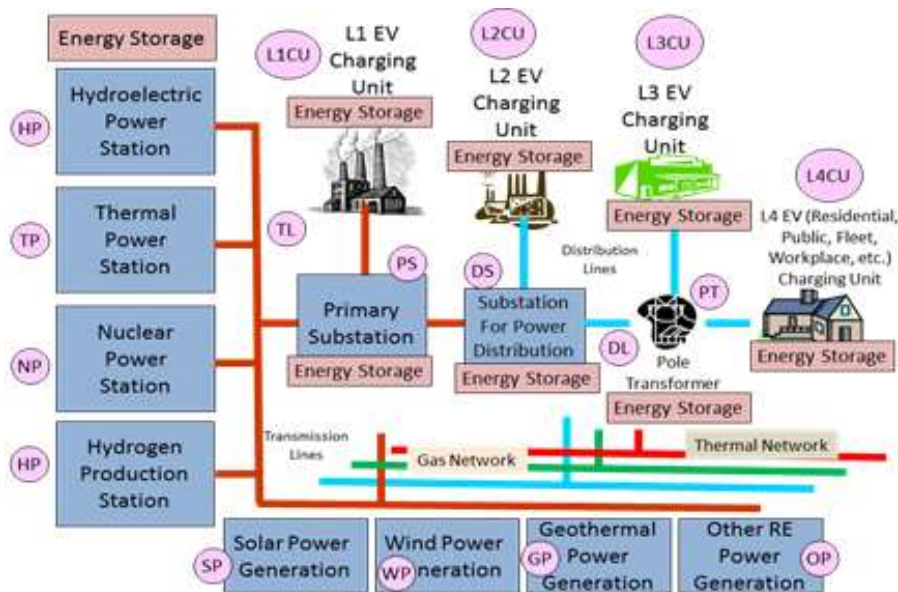 Energy Storage
HP
Hydroelectric
Power
Station
TP
Thermal
Power
Station
NP
Nuclear
Power
Station
HP
Hydrogen
Production
Station
L1CU
L1 EV
Charging
Unit
Energy Storage
L2CU
L2 EV
Charging
Unit
Energy Storage
L3CU
L3 EV
Charging
Unit
Energy Storage
L4CU
L4 EV (Residential,
Public, Fleet,
Workplace, etc.)
Charging Unit
Energy Storage
TL
PS
Primary
Substation
Energy Storage
DS
Substation
For Power
Distribution
Energy Storage
Distribution
Lines
DL
PT
Pole
Transformer
Energy Storage
Transmission
Lines
Gas Network
Thermal Network
SP
Solar Power
Generation
Wind Power
WP
neration
Geothermal
GP
Power
Generation
Other RE
Power
Generation
OP